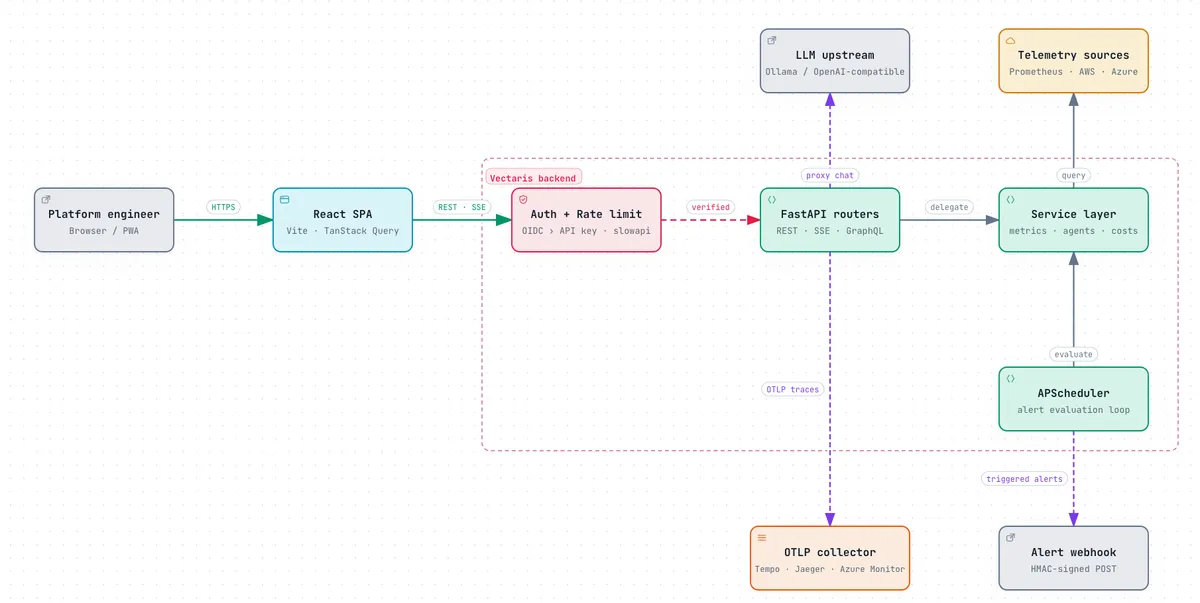 LLM upstream
Ollama / OpenAI-compatible
Telemetry sources
Prometheus · AWS · Azure
proxy chat
query
Vectaris backend
Platform engineer
Browser / PWA
HTTPS
React SPA
Vite · TanStack Query
REST · SSE
Auth + Rate limit
OIDC › API key · slowapi
verified
FastAPI routers
REST · SSE · GraphQL
delegate
Service layer
metrics · agents · costs
evaluate
APScheduler
alert evaluation loop
OTLP traces
triggered alerts
OTLP collector
Tempo · Jaeger · Azure Monitor
Alert webhook
HMAC-signed POST